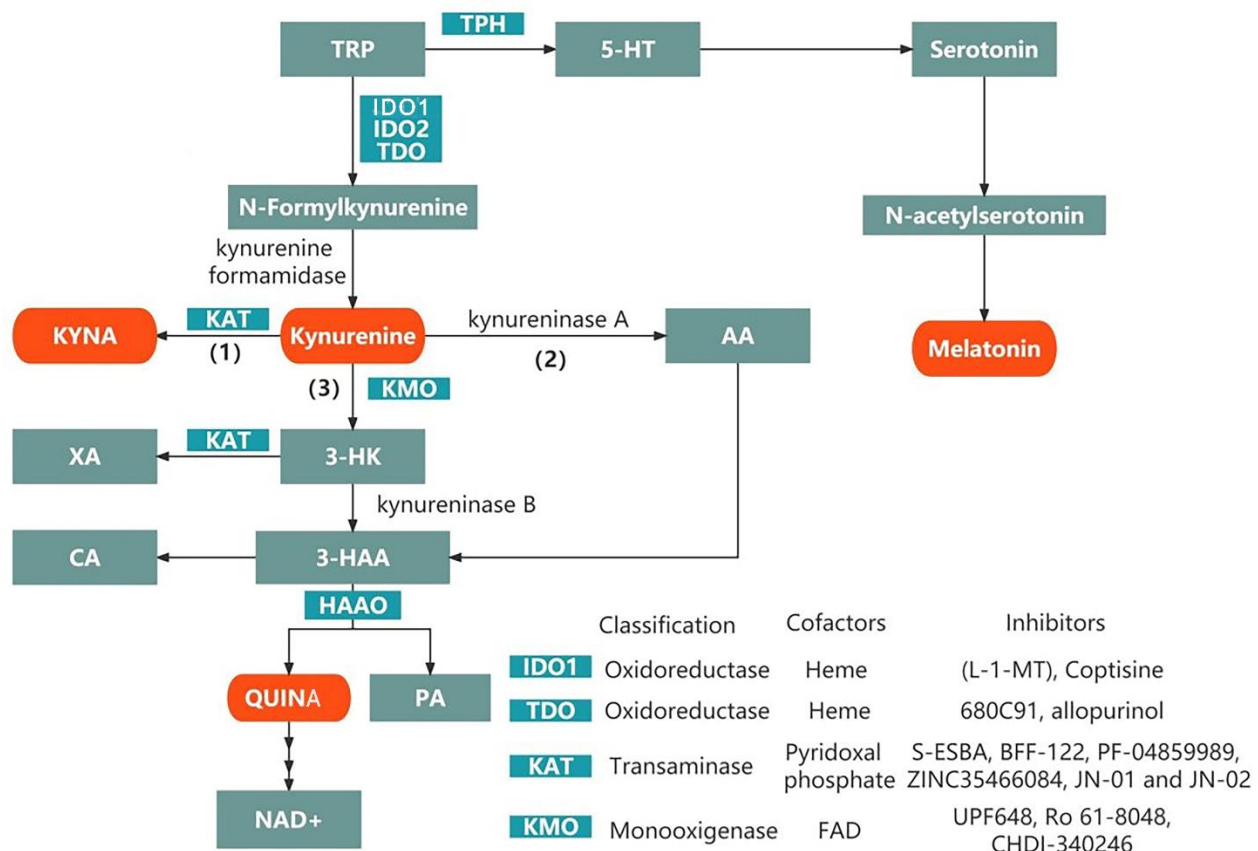 TPH
TRP
5-HT
Serotonin
IDO1
IDO2
TDO
N-Formylkynurenine
N-acetylserotonin
kynurenine
formamidase
KYNA
KAT
(1)
Kynurenine
kynureninase A
(2)
AA
Melatonin
(3)
KMO
XA
KAT
3-HK
kynureninase B
CA
3-HAA
HAAO
QUINA
PA
NAD+
Classification Cofactors Inhibitors
IDO1 Oxidoreductase Heme (L-1-MT), Coptisine
TDO Oxidoreductase Heme 680C91, allopurinol
KAT Transaminase Pyridoxal phosphate S-ESBA, BFF-122, PF-04859989,
ZINC35466084, JN-01 and JN-02
KMO Monooxigenase FAD UPF648, Ro 61-8048,
CHDI-340246